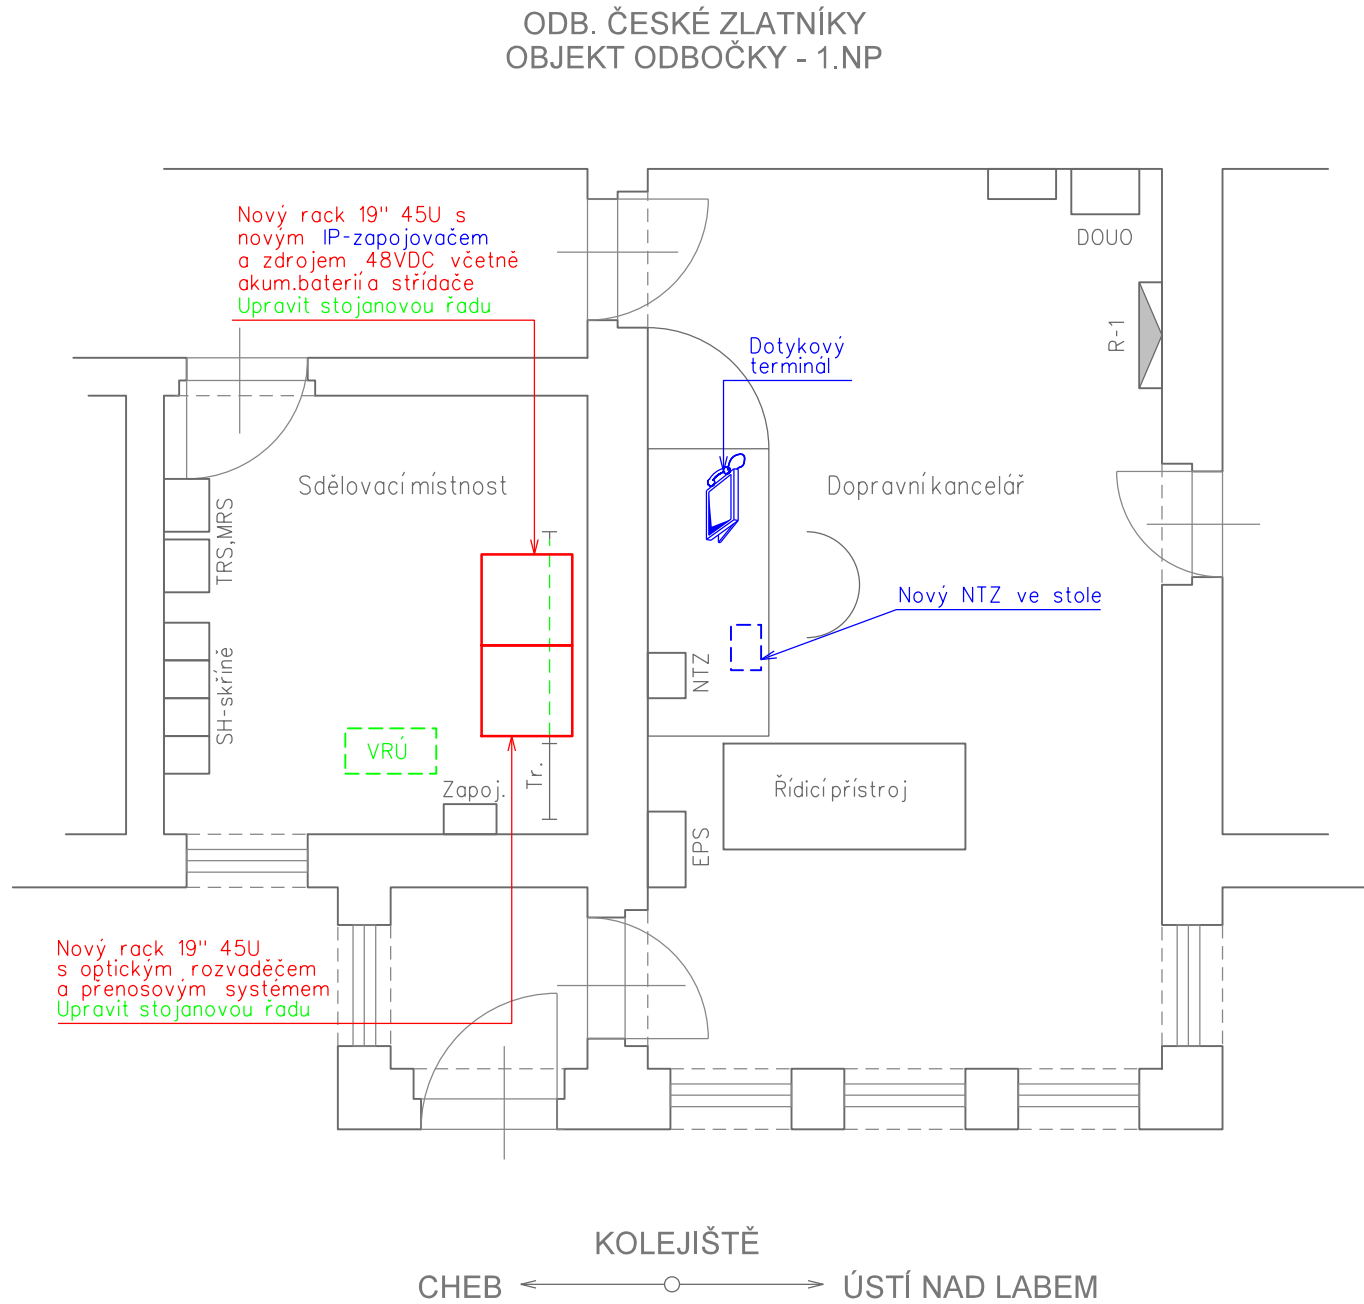 ODB. ČESKÉ ZLATNÍKY
OBJEKT ODBOČKY - 1.NP
Nový rack 19" 45U s
novým IP-zapojovačem
a zdrojem 48VDC včetně
akum.baterií a střídače
Upravit stojanovou řadu
DOUO
R-1
Dotykový
terminál
Sdělovací místnost
Dopravní kancelář
TRS,MRS
Nový NTZ ve stole
NTZ
SH-skříně
VRÚ
Zapoj.
Tr.
Řídicí přístroj
EPS
Nový rack 19" 45U
s optickým rozvaděčem
a přenosovým systémem
Upravit stojanovou řadu
KOLEJIŠTĚ
CHEB
ÚSTÍ NAD LABEM